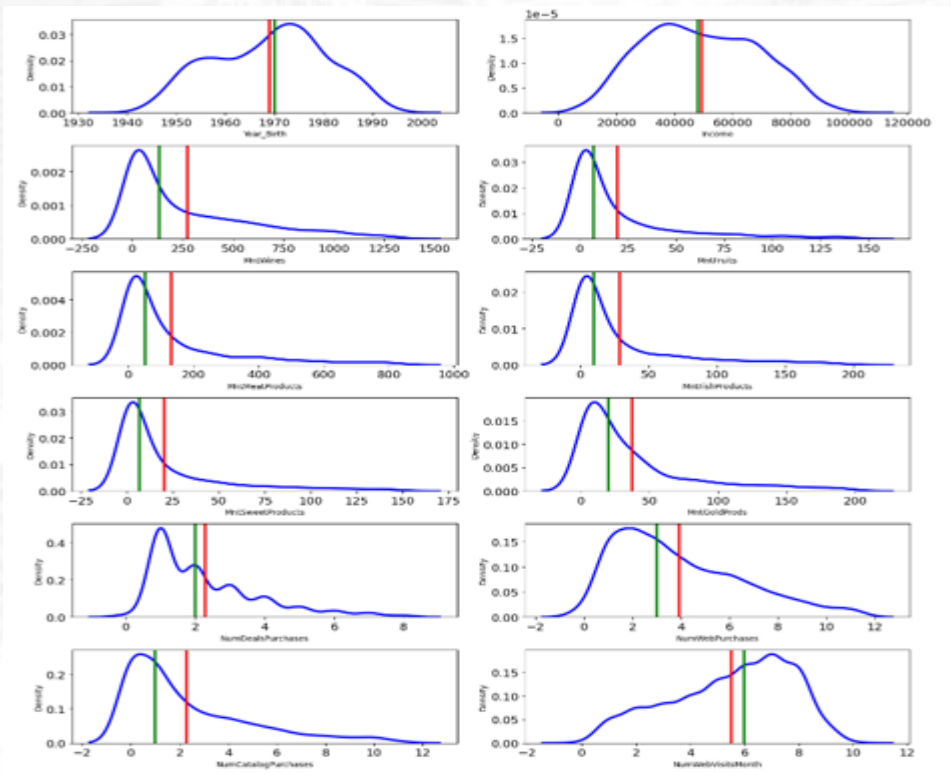 Density
0.03
0.02
0.01
0.00
1930 1940 1950 1960 1970 1980 1990 2000
Year_Birth
1e-5
Density
1.5
1.0
0.5
0.0
0 20000 40000 60000 80000 100000 120000
Income
Density
0.002
0.001
0.000
−250 0 250 500 750 1000 1250 1500
MntWines
Density
0.03
0.02
0.01
0.00
−25 0 25 50 75 100 125 150
MntFruits
Density
0.004
0.002
0.000
0 200 400 600 800 1000
MntMeatProducts
Density
0.02
0.01
0.00
0 50 100 150 200
MntFishProducts
Density
0.03
0.02
0.01
0.00
−25 0 25 50 75 100 125 150 175
MntSweetProducts
Density
0.015
0.010
0.005
0.000
0 50 100 150 200
MntGoldProds
Density
0.4
0.2
0.0
0 2 4 6 8
NumDealsPurchases
Density
0.15
0.10
0.05
0.00
−2 0 2 4 6 8 10 12
NumWebPurchases
Density
0.2
0.1
0.0
−2 0 2 4 6 8 10 12
NumCatalogPurchases
Density
0.15
0.10
0.05
0.00
−2 0 2 4 6 8 10 12
NumWebVisitsMonth